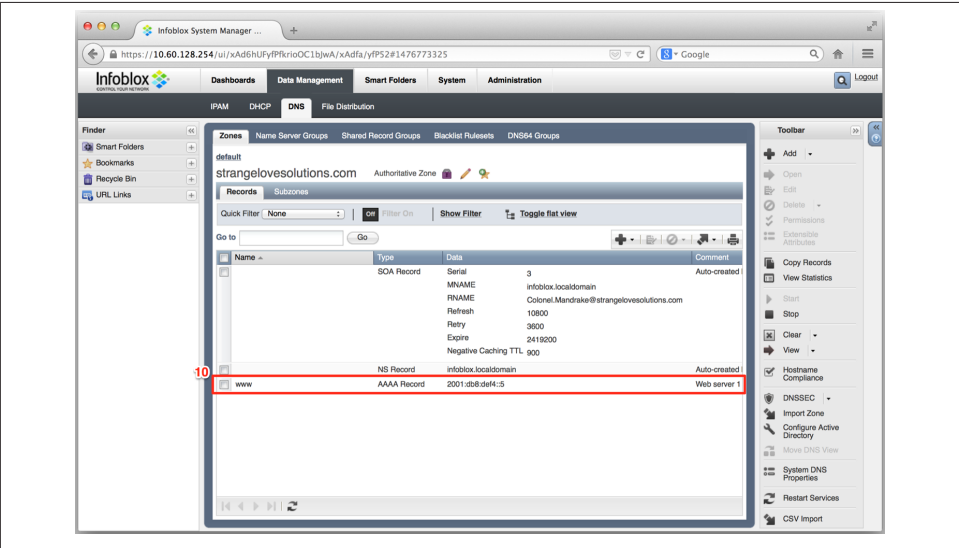 Infoblox System Manager ...
https://10.60.128.254/ui/xAd6hUFyfPfkrioOC1bJwA/xAdfa/yfP52#1476773325
Google
Infoblox
CONTROL YOUR NETWORK
Dashboards Data Management Smart Folders System Administration
Logout
IPAM DHCP DNS File Distribution
Finder
Smart Folders
Bookmarks
Recycle Bin
URL Links
Zones Name Server Groups Shared Record Groups Blacklist Rulesets DNS64 Groups
default
strangelovesolutions.com Authoritative Zone
Records Subzones
Quick Filter None Off Filter On Show Filter Toggle flat view
Go to Go
Name Type Data Comment
SOA Record Serial 3 Auto-created
MNAME infoblox.localdomain
RNAME Colonel.Mandrake@strangelovesolutions.com
Refresh 10800
Retry 3600
Expire 2419200
Negative Caching TTL 900
NS Record infoblox.localdomain Auto-created
10
www AAAA Record 2001:db8:def4::5 Web server 1
Toolbar
Add
Open
Edit
Delete
Permissions
Extensible
Attributes
Copy Records
View Statistics
Start
Stop
Clear
View
Hostname
Compliance
DNSSEC
Import Zone
Configure Active
Directory
Move DNS View
System DNS
Properties
Restart Services
CSV Import